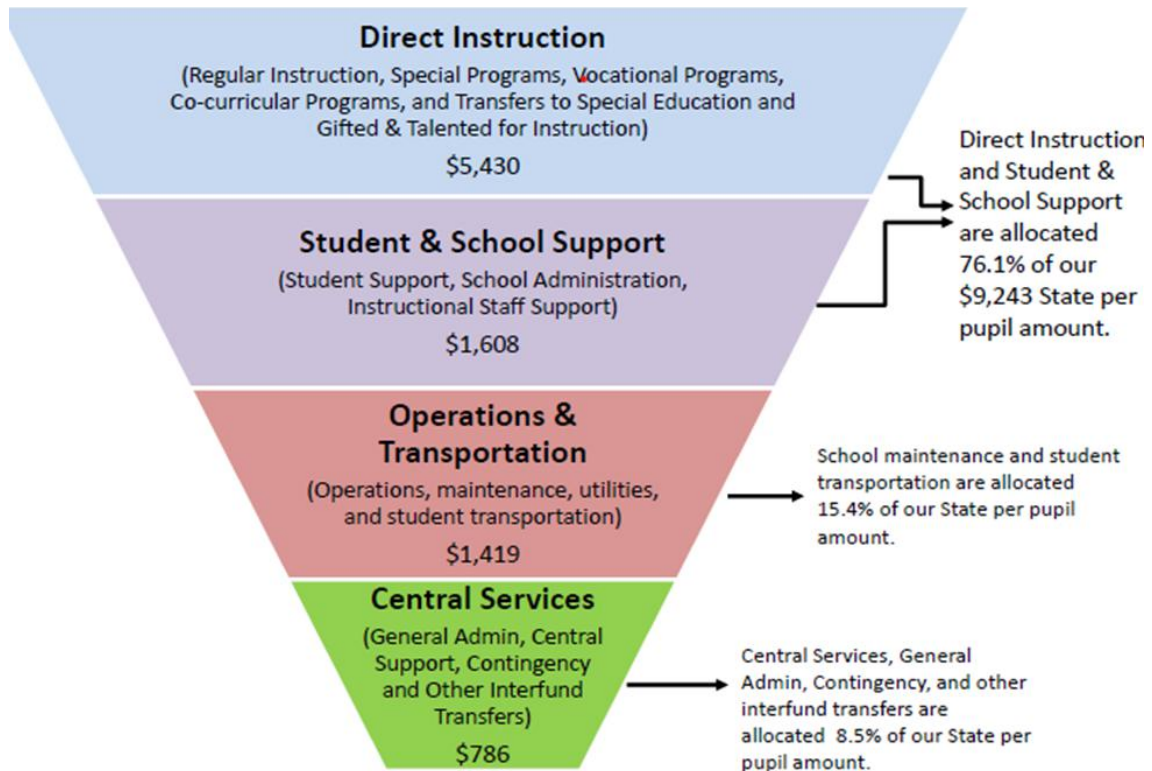 Direct Instruction
(Regular Instruction, Special Programs, Vocational Programs,
Co-curricular Programs, and Transfers to Special Education and
Gifted & Talented for Instruction)
$5,430
Direct Instruction
and Student &
School Support
are allocated
76.1% of our
$9,243 State per
pupil amount.
Student & School Support
(Student Support, School Administration,
Instructional Staff Support)
$1,608
Operations &
Transportation
(Operations, maintenance, utilities,
and student transportation)
$1,419
School maintenance and student
transportation are allocated
15.4% of our State per pupil
amount.
Central Services
(General Admin, Central
Support, Contingency
and Other Interfund
Transfers)
$786
Central Services, General
Admin, Contingency, and other
interfund transfers are
allocated 8.5% of our State per
pupil amount.